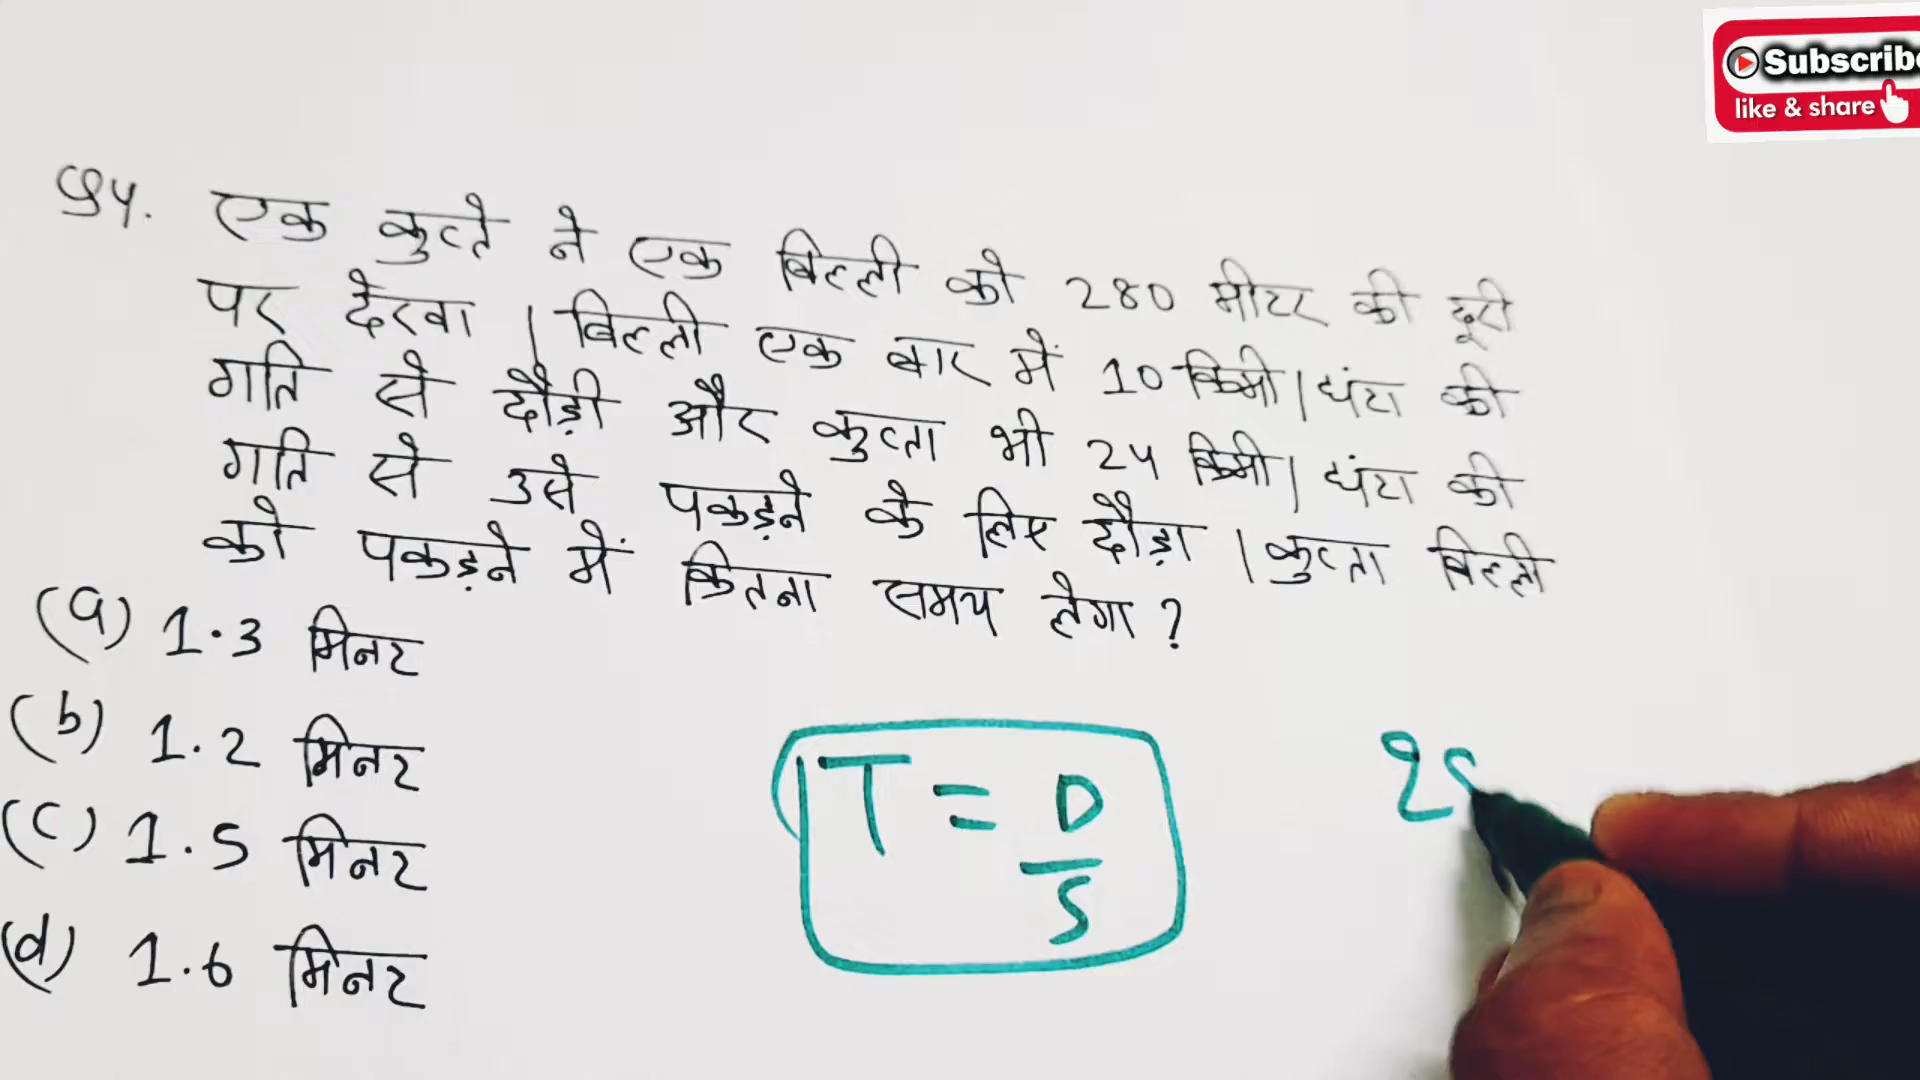 Subscribe
like & share
Q4. एक कुत्ते ने एक बिल्ली को 280 मीटर की दूरी
पर देखा । बिल्ली एक बार में 10 किमी/घंटा की
गति से दौड़ी और कुत्ता भी 24 किमी/घंटा की
गति से उसे पकड़ने के लिए दौड़ा । कुत्ता बिल्ली
को पकड़ने में कितना समय लेगा ?
(a) 1.3 मिनट
(b) 1.2 मिनट
(c) 1.5 मिनट
(d) 1.6 मिनट
T = D
S